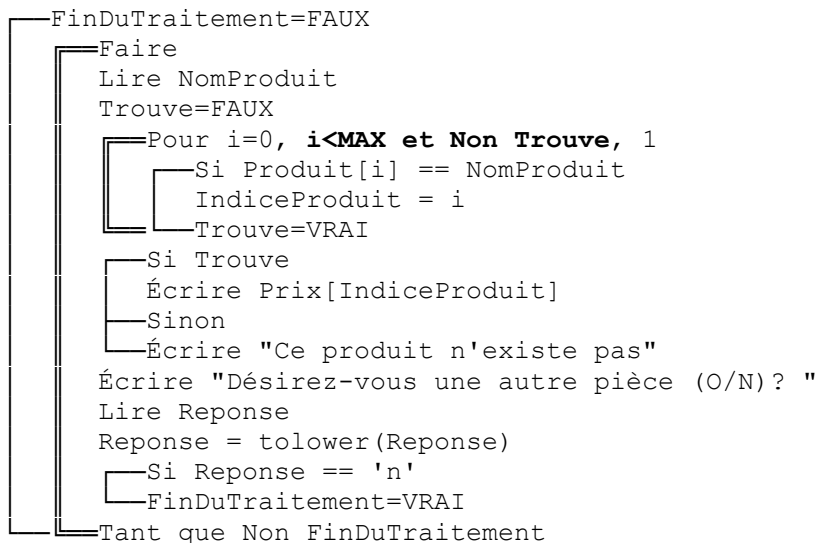 FinDuTraitement=FAUX
Faire
Lire NomProduit
Trouve=FAUX
Pour i=0, i<MAX et Non Trouve, 1
Si Produit[i] == NomProduit
IndiceProduit = i
Trouve=VRAI
Si Trouve
Écrire Prix[IndiceProduit]
Sinon
Écrire "Ce produit n'existe pas"
Écrire "Désirez-vous une autre pièce (O/N)? "
Lire Reponse
Reponse = tolower(Reponse)
Si Reponse == 'n'
FinDuTraitement=VRAI
Tant que Non FinDuTraitement